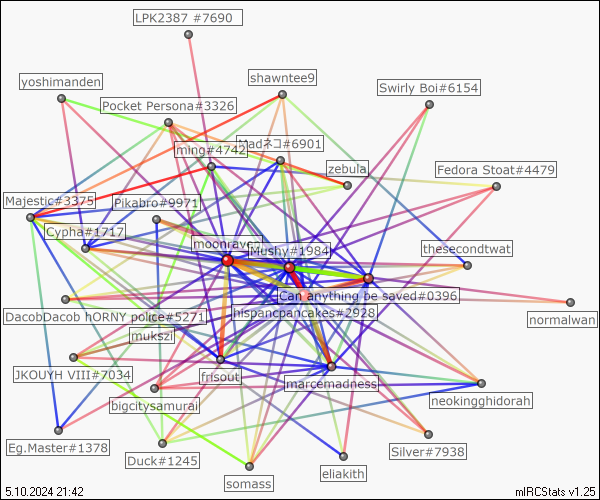 LPK2387 #7690
shawntee9
yoshimanden
Swirly Boi#6154
Pocket Persona#3326
Madネコ#6901
ming#4742
zebula
Fedora Stoat#4479
Majestic#3375
Pikabro#9971
Cypha#1717
moonraven
Mushy#1984
thesecondtwat
Can anything be saved#0396
DacobDacob hORNY police#5271
hispancpancakes#2928
normalwan
mukszi
JKOUYH VIII#7034
frisout
marcemadness
bigcitysamurai
neokingghidorah
Eg.Master#1378
Duck#1245
Silver#7938
somass
eliakith
5.10.2024 21:42
mIRCStats v1.25